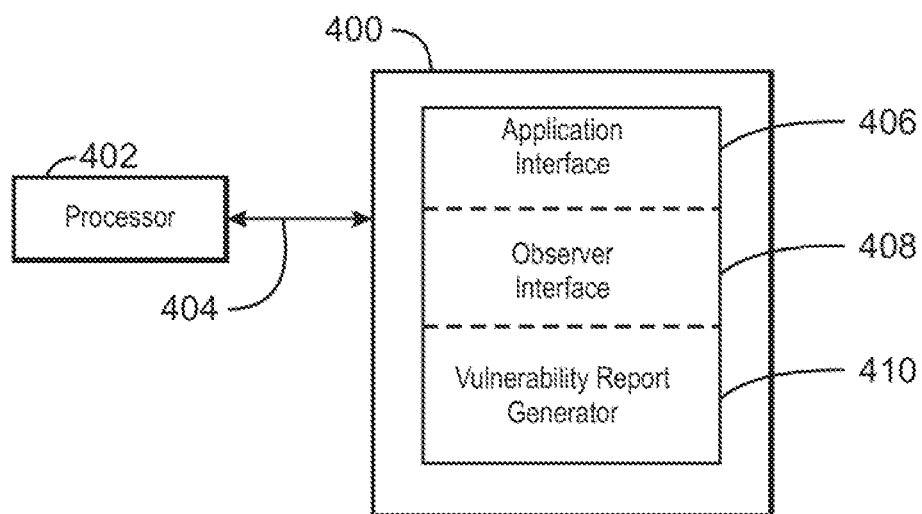 400
402
Processor
404
Application
Interface
406
Observer
Interface
408
Vulnerability Report
Generator
410